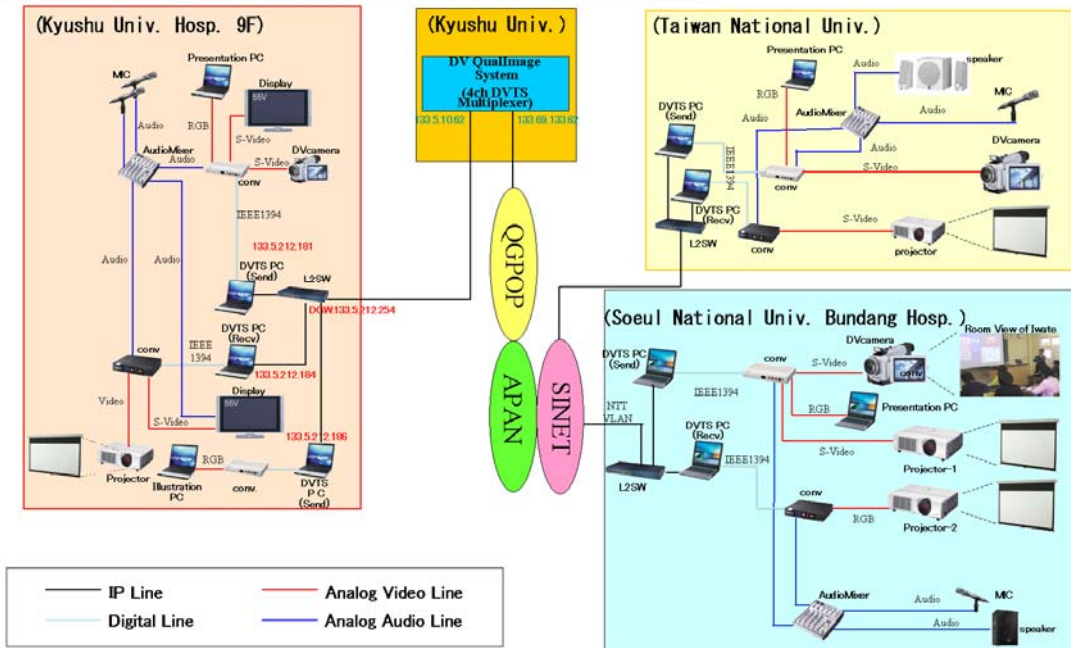 (Kyushu Univ. Hosp. 9F)
Presentation PC
MIC
Display
55V
RGB
Audio
S-Video
AudioMixer
Audio
S-Video
DVcamera
conv
IEEE1394
133.5.212.181
Audio
Audio
DVTS PC
(Send)
L2SW
DGW:133.5.212.254
DVTS PC
(Recv)
IEEE
1394
conv
133.5.212.184
Display
55V
Video
S-Video
133.5.212.186
RGB
Projector
Illustration
PC
conv.
DVTS
P C
(Send)
(Kyushu Univ.)
DV QualImage
System
(4ch DVTS
Multiplexer)
133.5.10.62
133.69.133.62
QGPOP
APAN
SINET
(Taiwan National Univ.)
Presentation PC
Audio
speaker
RGB
MIC
DVTS PC
(Send)
Audio
AudioMixer
Audio
Audio
DVcamera
IEEE1394
conv
S-Video
DVTS PC
(Recv)
S-Video
L2SW
conv
projector
(Soeul National Univ. Bundang Hosp.)
DVcamera
Room View of Iwate
DVTS PC
(Send)
conv
S-Video
conv
IEEE1394
Presentation PC
RGB
NTT
VLAN
DVTS PC
(Recv)
S-Video
IEEE1394
Projector-1
L2SW
conv
RGB
Projector-2
AudioMixer
Audio
MIC
Audio
speaker
IP Line
Analog Video Line
Digital Line
Analog Audio Line